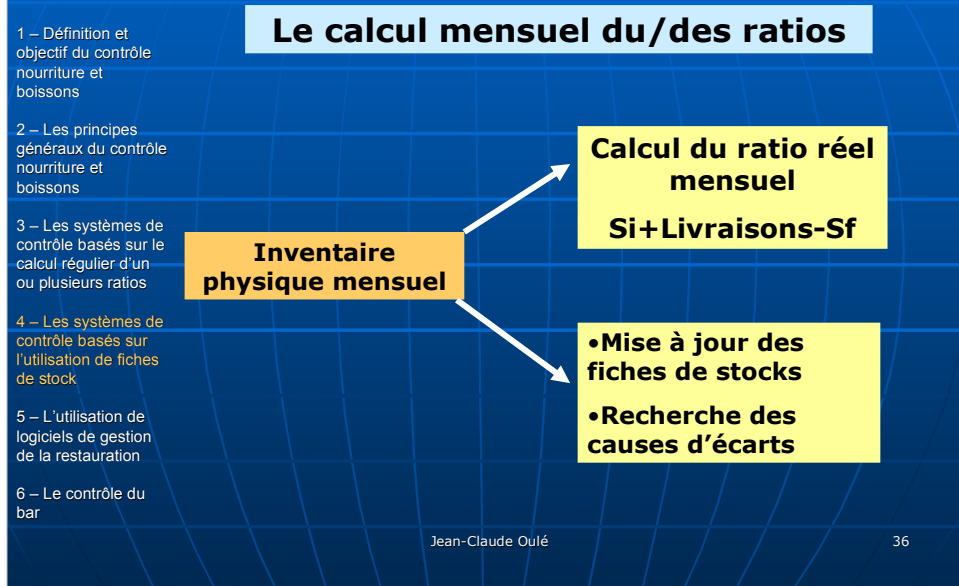 Le calcul mensuel du/des ratios
1 – Définition et
objectif du contrôle
nourriture et
boissons
2 – Les principes
généraux du contrôle
nourriture et
boissons
3 – Les systèmes de
contrôle basés sur le
calcul régulier d’un
ou plusieurs ratios
4 – Les systèmes de
contrôle basés sur
l’utilisation de fiches
de stock
5 – L’utilisation de
logiciels de gestion
de la restauration
6 – Le contrôle du
bar
Inventaire
physique mensuel
Calcul du ratio réel
mensuel
Si+Livraisons-Sf
•Mise à jour des
fiches de stocks
•Recherche des
causes d’écarts
Jean-Claude Oulé
36